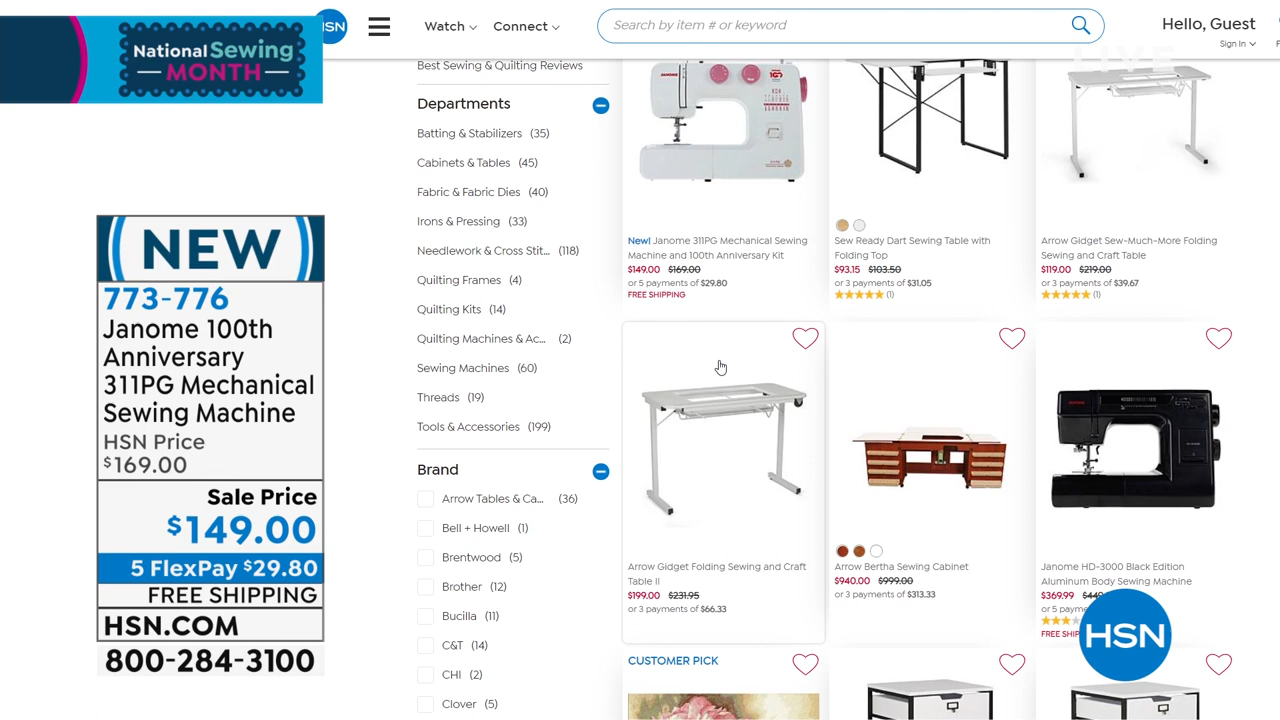 National Sewing
MONTH
HSN
Watch
Connect
Search by item # or keyword
Hello, Guest
Sign In
LIVE
NEW
773-776
Janome 100th
Anniversary
311PG Mechanical
Sewing Machine
HSN Price
$169.00
Sale Price
$149.00
5 FlexPay $29.80
FREE SHIPPING
HSN.COM
800-284-3100
Best Sewing & Quilting Reviews
Departments
Batting & Stabilizers (35)
Cabinets & Tables (45)
Fabric & Fabric Dies (40)
Irons & Pressing (33)
Needlework & Cross Stit... (118)
Quilting Frames (4)
Quilting Kits (14)
Quilting Machines & Ac... (2)
Sewing Machines (60)
Threads (19)
Tools & Accessories (199)
Brand
Arrow Tables & Ca... (36)
Bell + Howell (1)
Brentwood (5)
Brother (12)
Bucilla (11)
C&T (14)
CHI (2)
Clover (5)
JANOME
New! Janome 311PG Mechanical Sewing
Machine and 100th Anniversary Kit
$149.00 $169.00
or 5 payments of $29.80
FREE SHIPPING
Sew Ready Dart Sewing Table with
Folding Top
$93.15 $103.50
or 3 payments of $31.05
(1)
Arrow Gidget Sew-Much-More Folding
Sewing and Craft Table
$119.00 $219.00
or 3 payments of $39.67
(1)
Arrow Gidget Folding Sewing and Craft
Table II
$199.00 $231.95
or 3 payments of $66.33
Arrow Bertha Sewing Cabinet
$940.00 $999.00
or 3 payments of $313.33
Janome HD-3000 Black Edition
Aluminum Body Sewing Machine
$369.99
or 5
FREE
HSN
CUSTOMER PICK